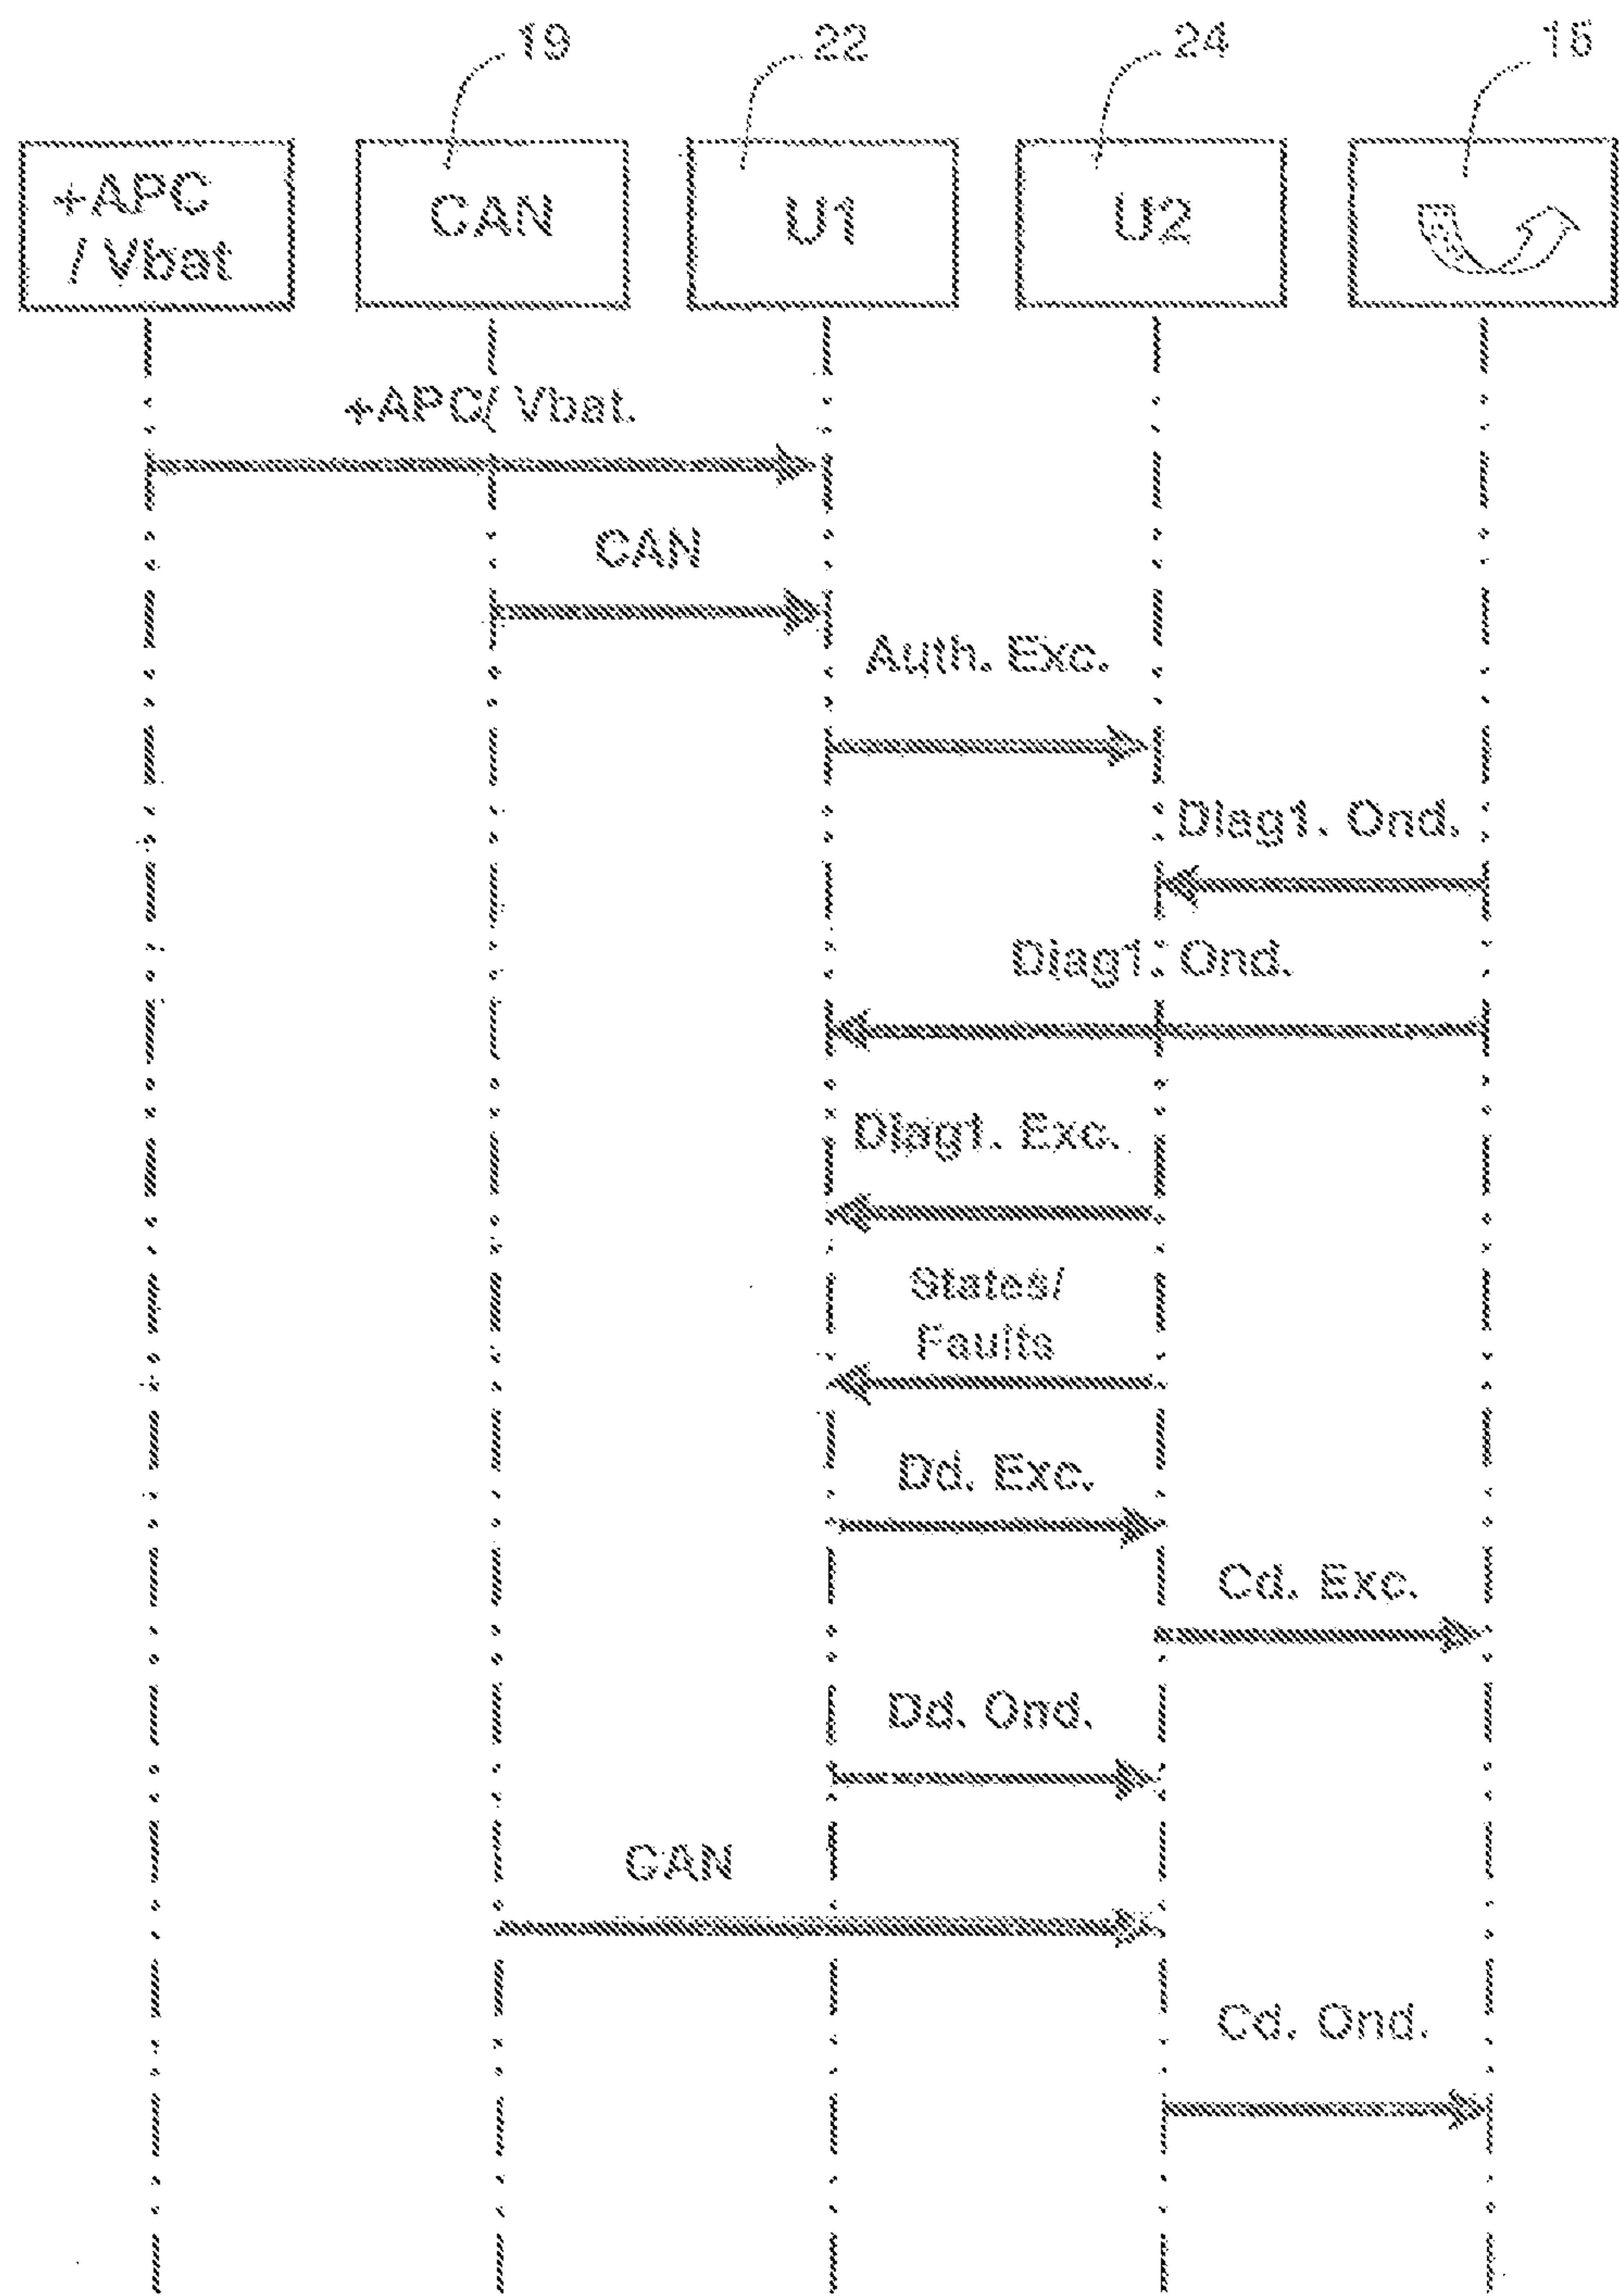 19
22
24
15
+APC
/ Vbat
CAN
U1
U2
+APC/ Vbat.
CAN
Auth. Exc.
Diag1. Ond.
Diag1. Ond.
Diag1. Exc.
States/
Faults
Dd. Exc.
Cd. Exc.
Dd. Ond.
CAN
Cd. Ond.